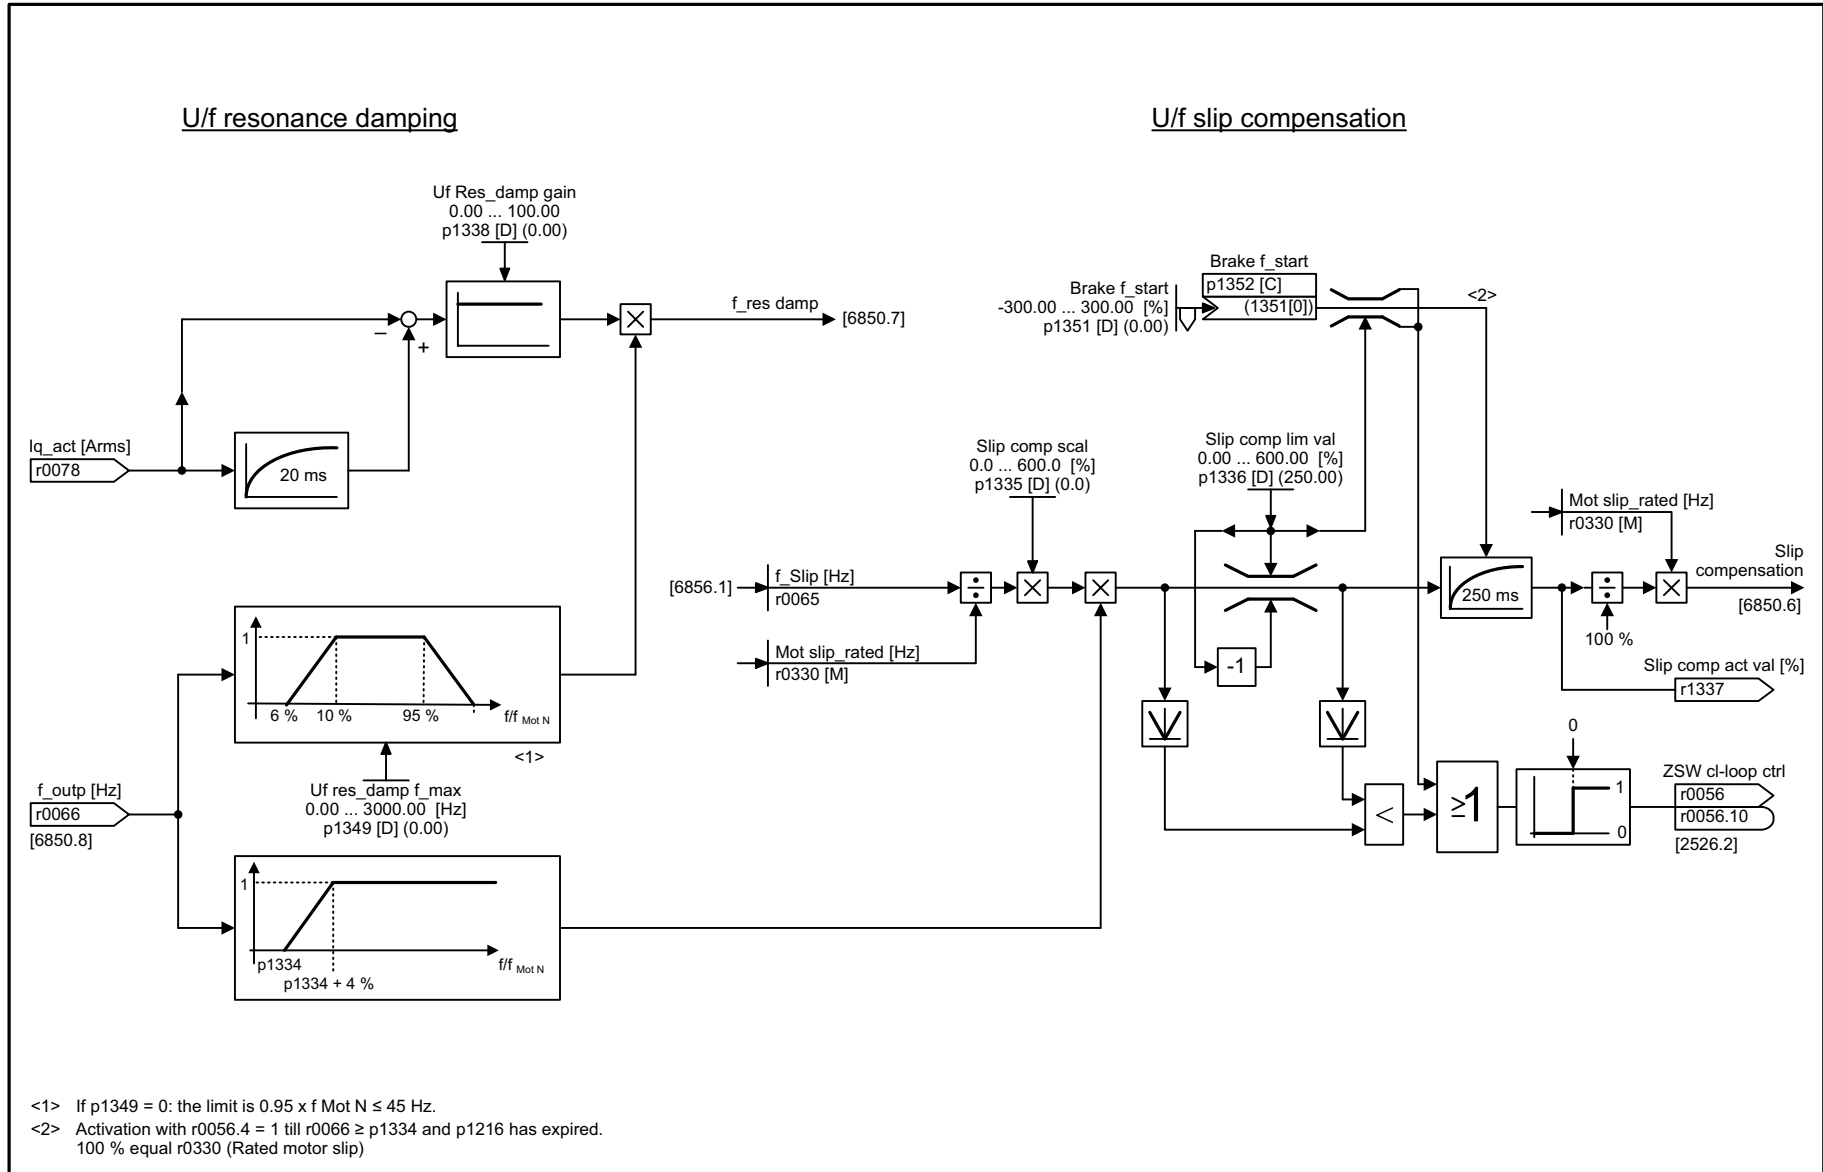 U/f resonance damping
U/f slip compensation
Uf Res_damp gain
0.00 ... 100.00
p1338 [D] (0.00)
f_res damp
[6850.7]
−
+
Iq_act [Arms]
r0078
20 ms
1
6 %
10 %
95 %
f/f Mot N
<1>
Uf res_damp f_max
0.00 ... 3000.00 [Hz]
p1349 [D] (0.00)
f_outp [Hz]
r0066
[6850.8]
1
p1334
p1334 + 4 %
f/f Mot N
Brake f_start
-300.00 ... 300.00 [%]
p1351 [D] (0.00)
Brake f_start
p1352 [C]
(1351[0])
<2>
Slip comp scal
0.0 ... 600.0 [%]
p1335 [D] (0.0)
Slip comp lim val
0.00 ... 600.00 [%]
p1336 [D] (250.00)
[6856.1]
f_Slip [Hz]
r0065
÷
×
×
Mot slip_rated [Hz]
r0330 [M]
-1
250 ms
Mot slip_rated [Hz]
r0330 [M]
÷
×
100 %
Slip
compensation
[6850.6]
Slip comp act val [%]
r1337
<
≥1
0
1
0
ZSW cl-loop ctrl
r0056
r0056.10
[2526.2]
<1> If p1349 = 0: the limit is 0.95 x f Mot N ≤ 45 Hz.
<2> Activation with r0056.4 = 1 till r0066 ≥ p1334 and p1216 has expired.
100 % equal r0330 (Rated motor slip)